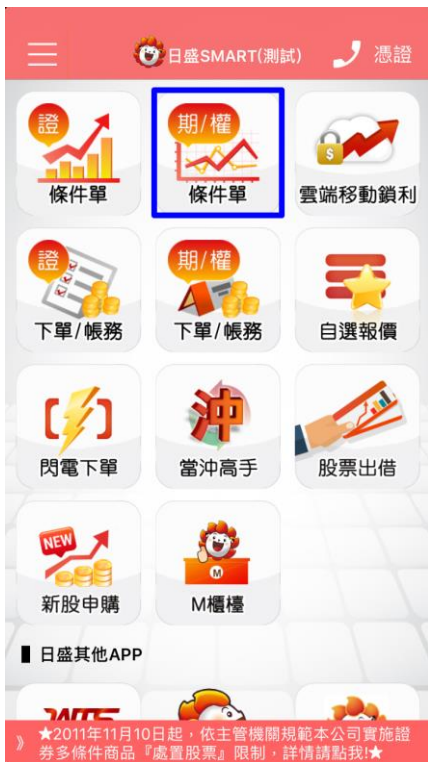 日盛SMART(測試)
憑證
證
條件單
期/權
條件單
$
雲端移動鎖利
證
下單/帳務
期/權
下單/帳務
自選報價
閃電下單
沖
當沖高手
股票出借
NEW
新股申購
M
M櫃檯
日盛其他APP
★2011年11月10日起，依主管機關規範本公司實施證
券多條件商品『處置股票』限制，詳情請點我!★